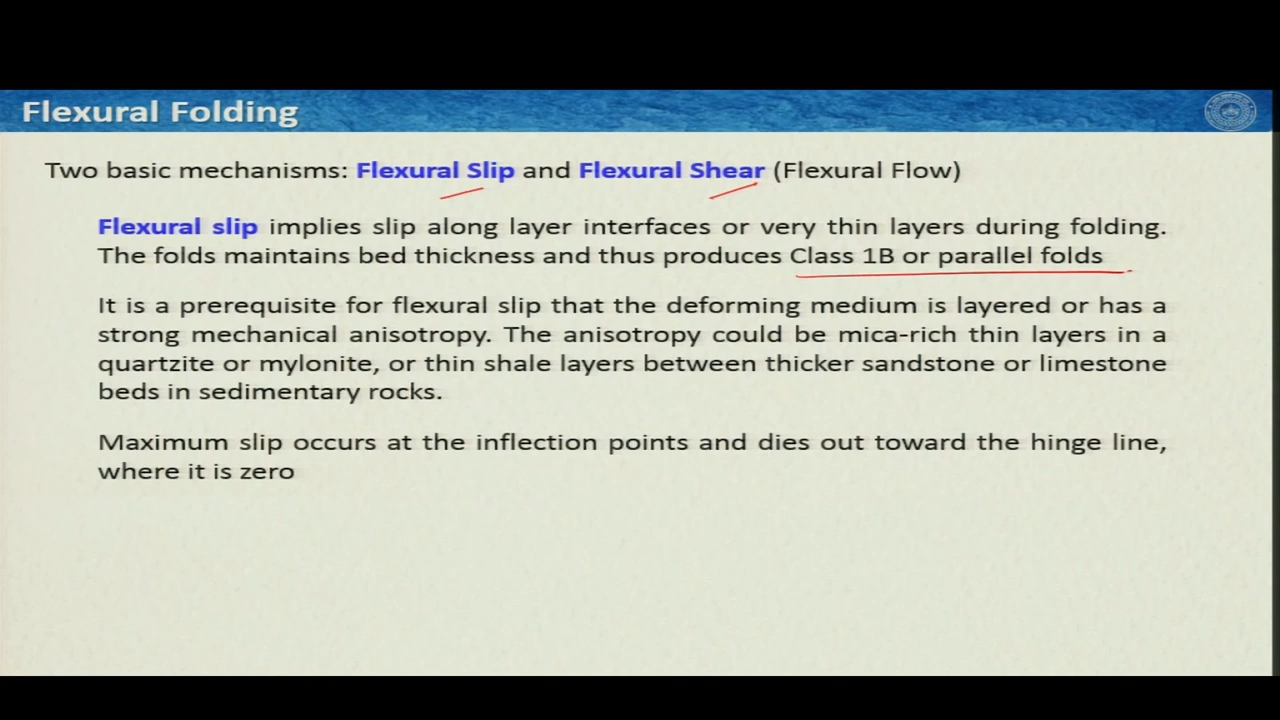 Flexural Folding
Two basic mechanisms: Flexural Slip and Flexural Shear (Flexural Flow)
Flexural slip implies slip along layer interfaces or very thin layers during folding.
The folds maintains bed thickness and thus produces Class 1B or parallel folds
It is a prerequisite for flexural slip that the deforming medium is layered or has a
strong mechanical anisotropy. The anisotropy could be mica-rich thin layers in a
quartzite or mylonite, or thin shale layers between thicker sandstone or limestone
beds in sedimentary rocks.
Maximum slip occurs at the inflection points and dies out toward the hinge line,
where it is zero